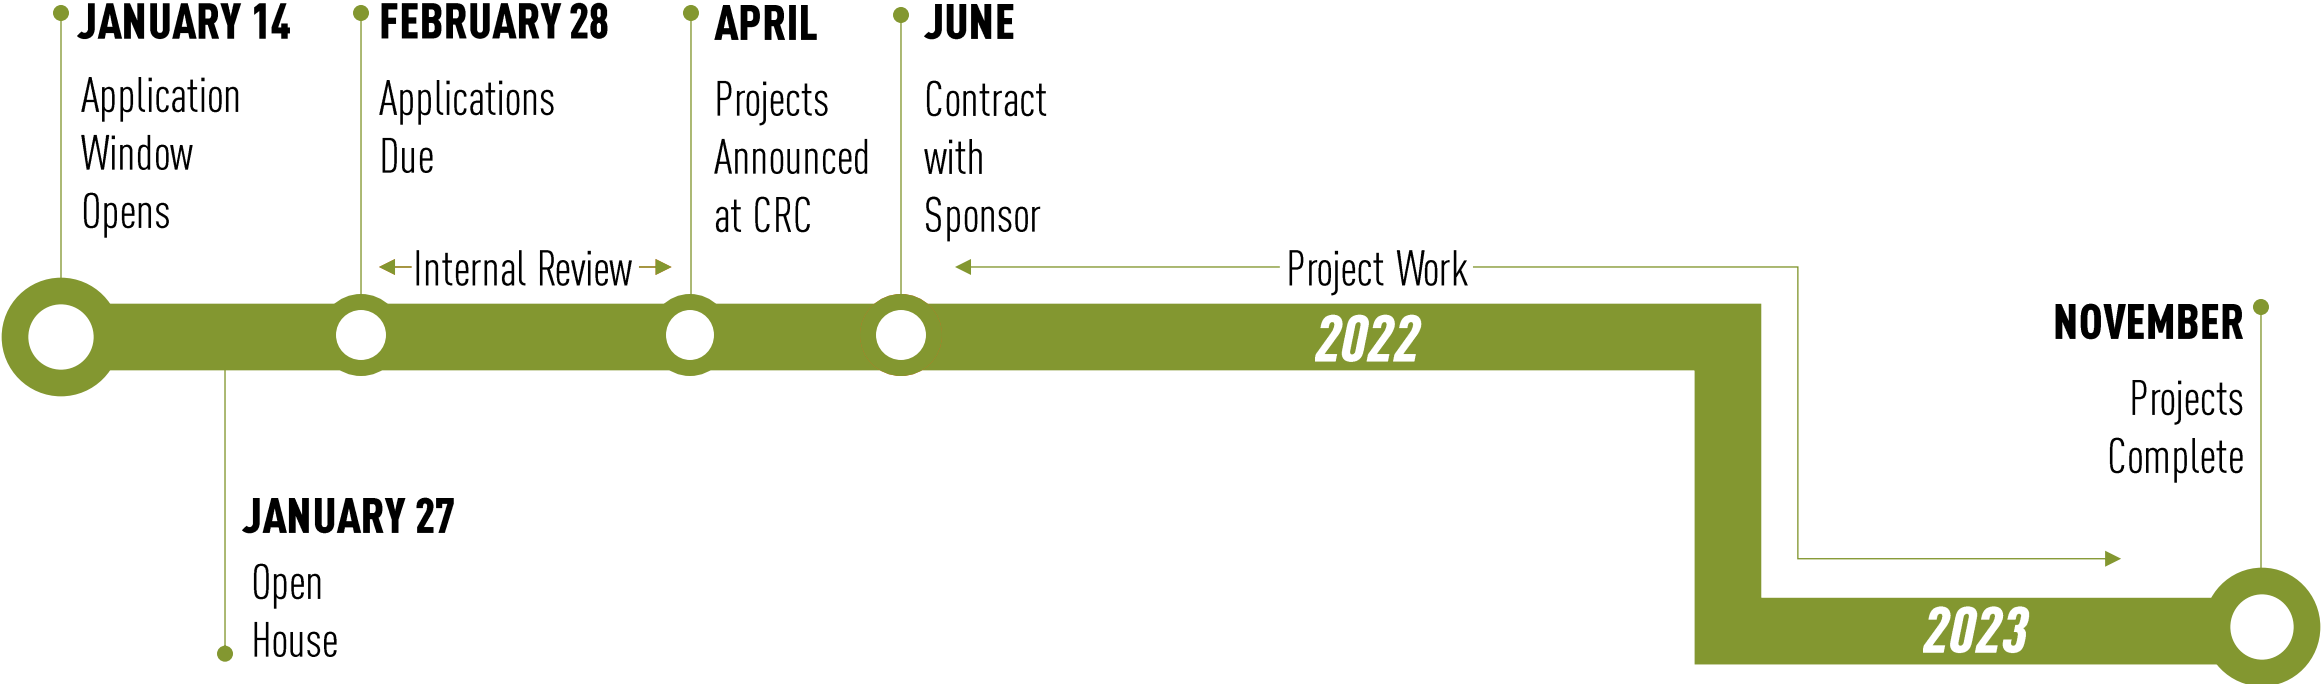 JANUARY 14
Application
Window
Opens
FEBRUARY 28
Applications
Due
APRIL
Projects
Announced
at CRC
JUNE
Contract
with
Sponsor
Internal Review
Project Work
2022
JANUARY 27
Open
House
NOVEMBER
Projects
Complete
2023